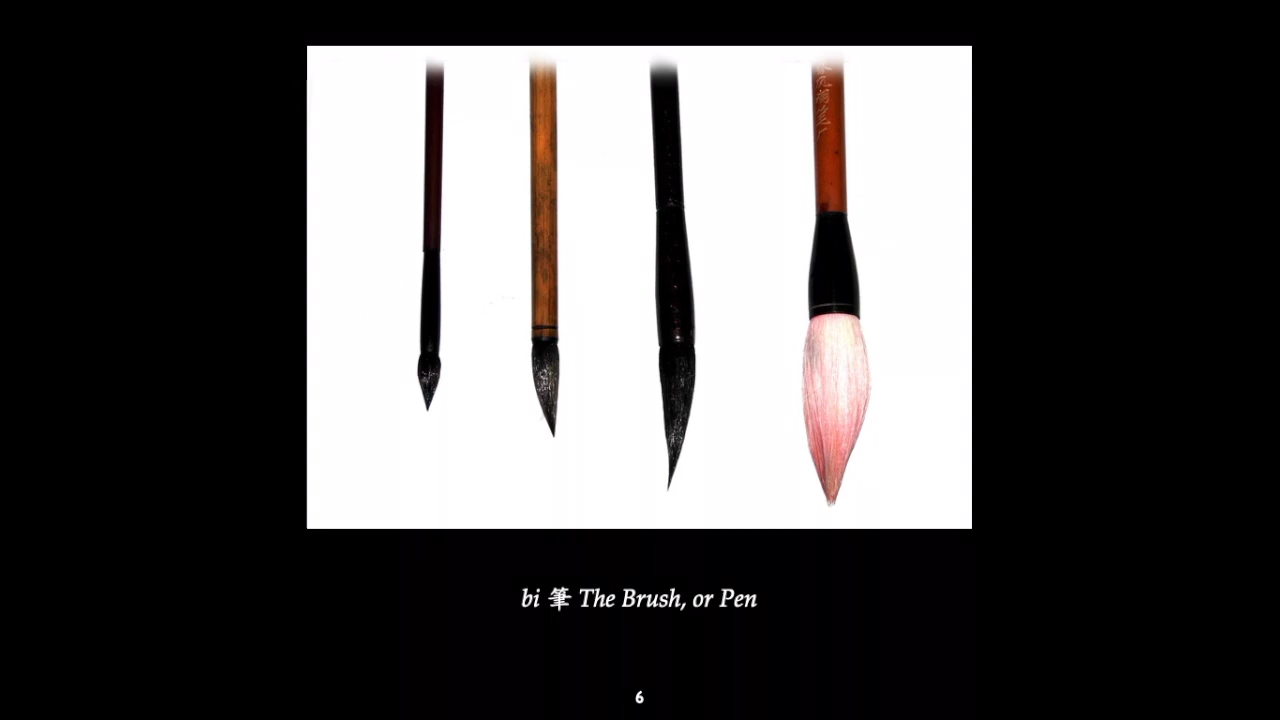 bi 筆 The Brush, or Pen
6